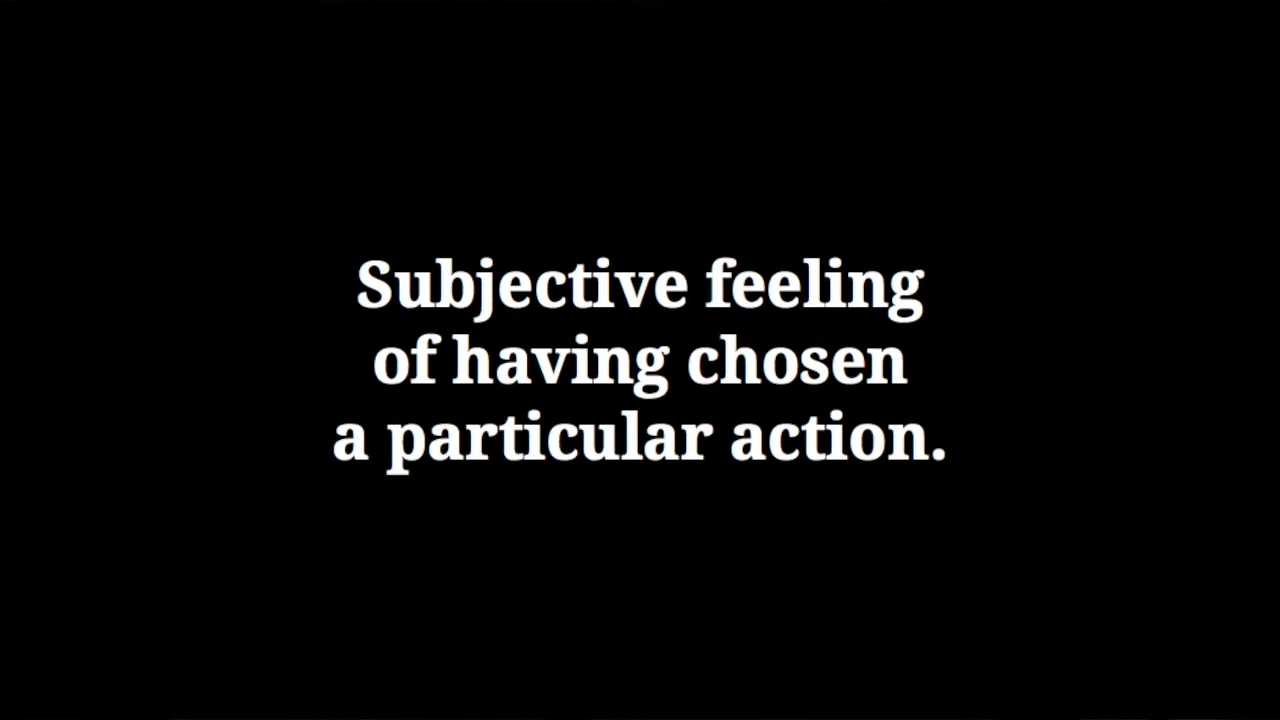 Subjective feeling
of having chosen
a particular action.